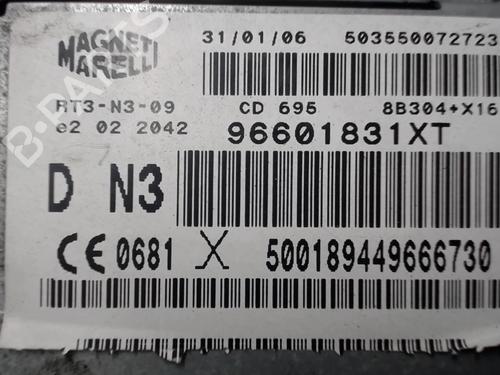 MAGNETI MARELLI
31/01/06 503550072723
RT3-N3-09 CD 695 8B304+X16
e2 02 2042 96601831XT
D N3
CE 0681 X 500189449666730
B-PARTS